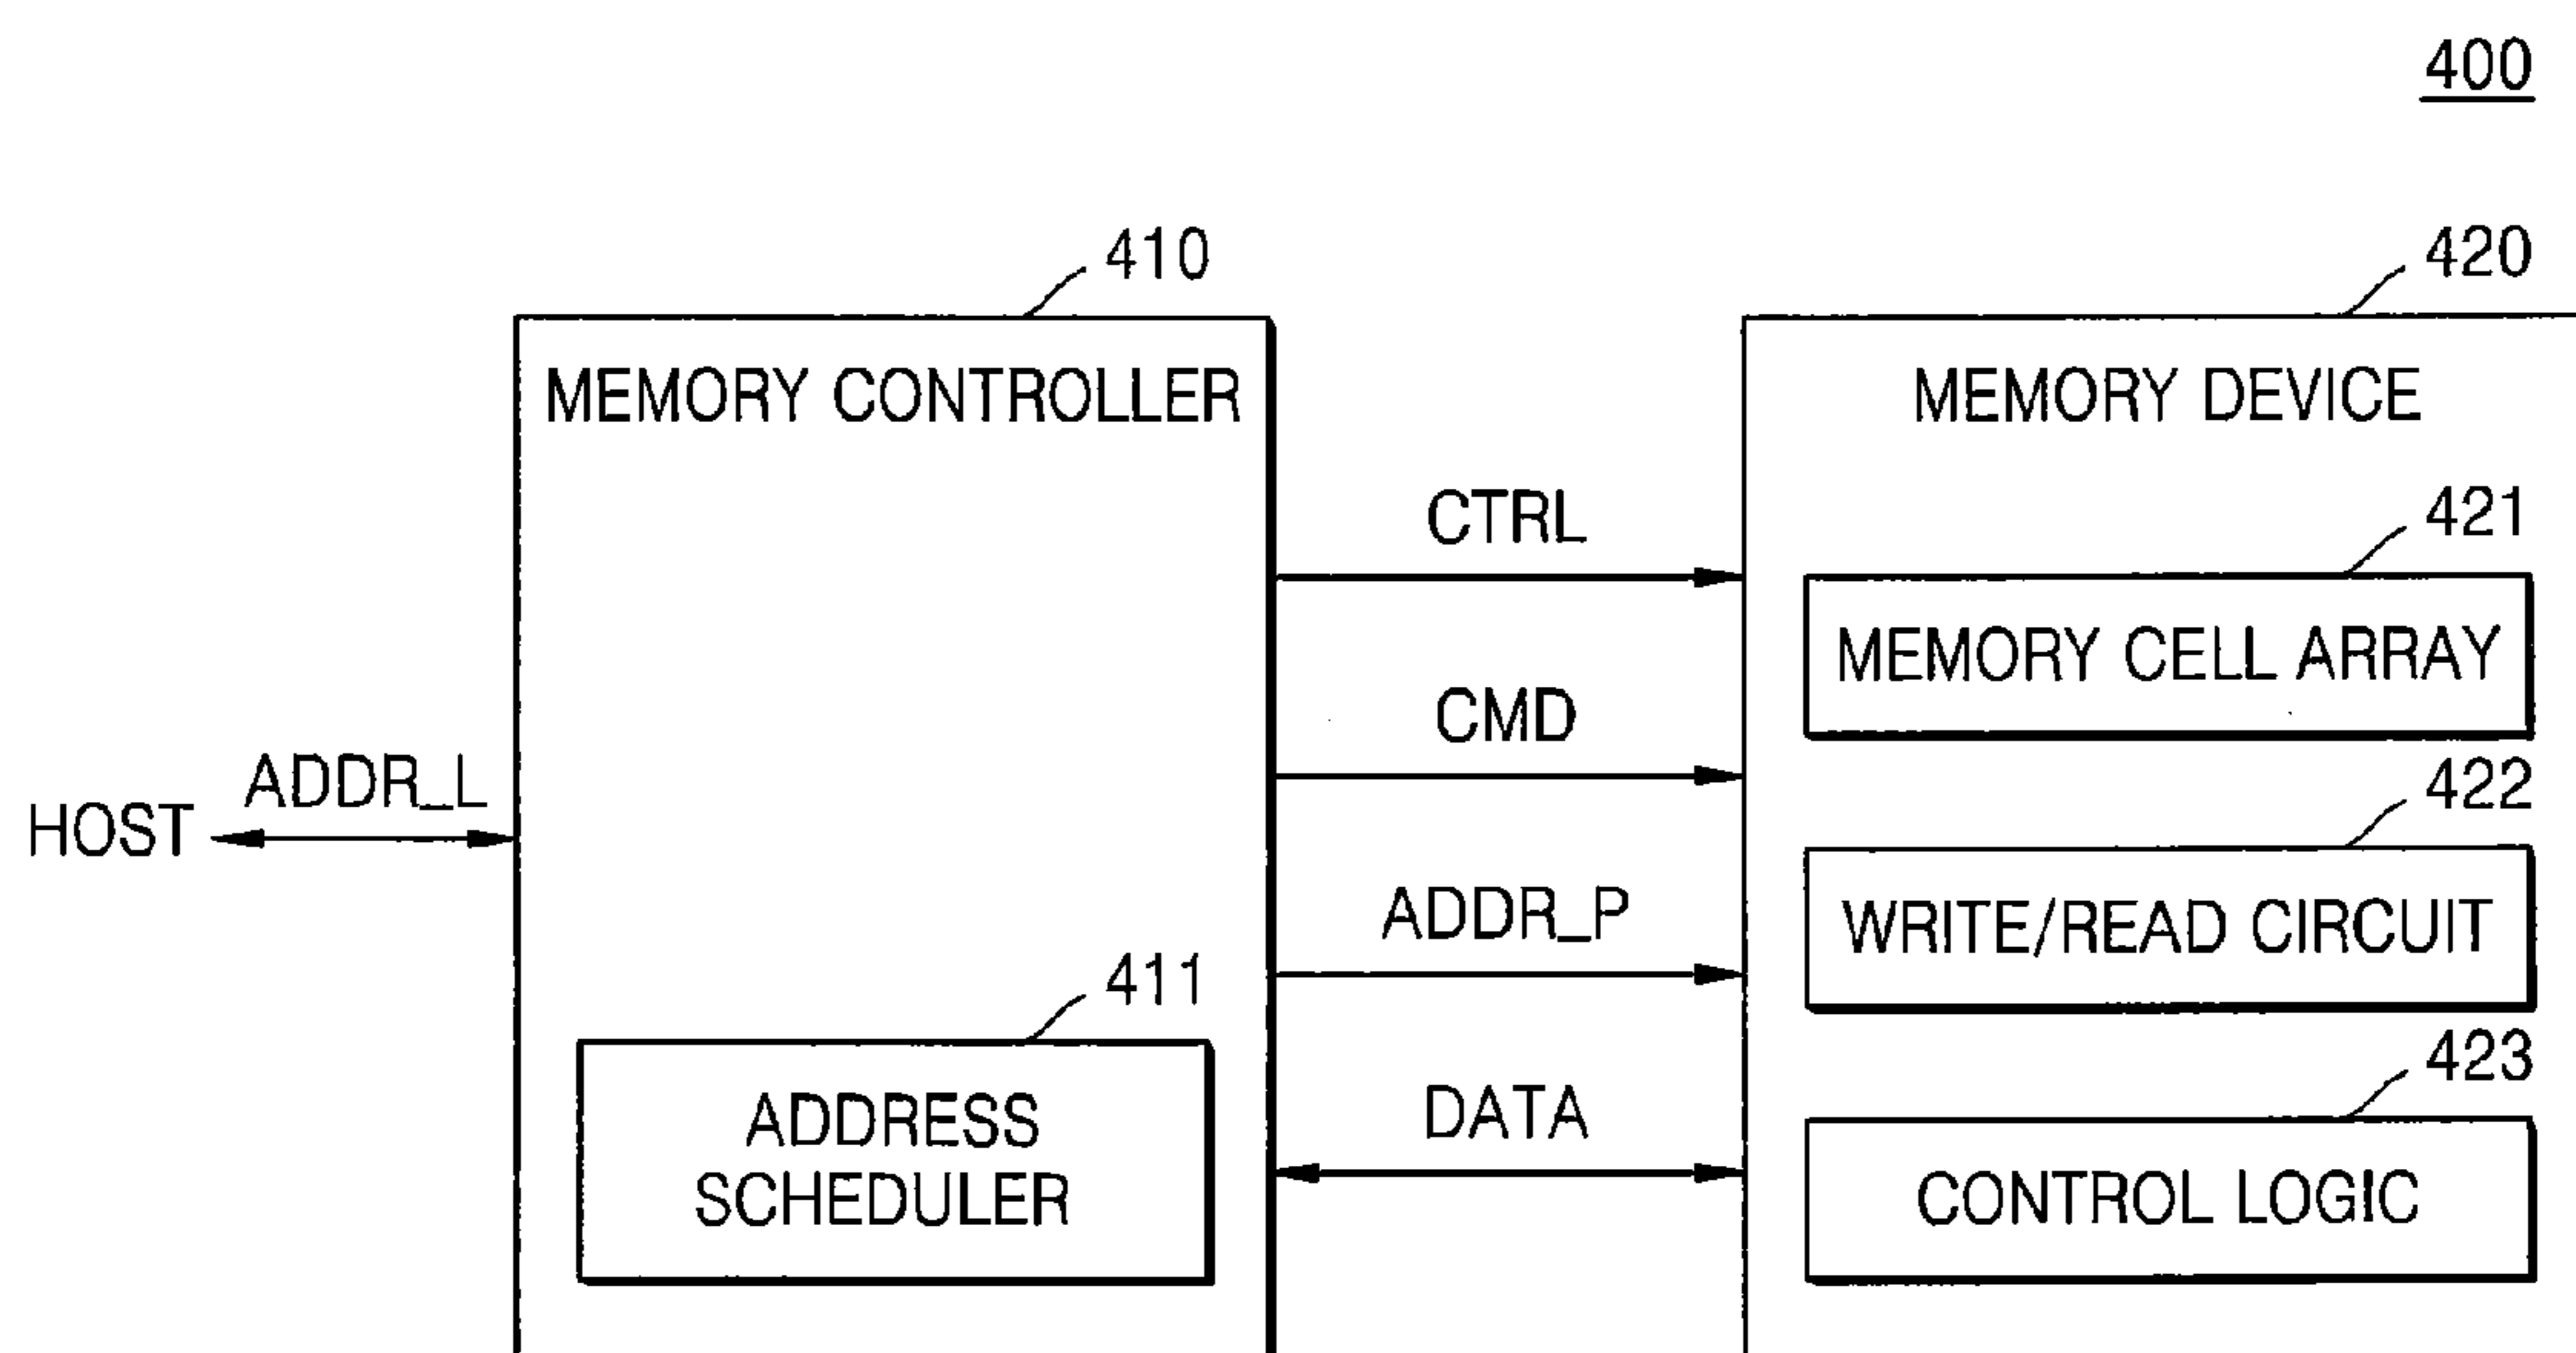 400
410
420
MEMORY CONTROLLER
MEMORY DEVICE
CTRL
421
MEMORY CELL ARRAY
CMD
HOST
ADDR_L
422
ADDR_P
WRITE/READ CIRCUIT
411
ADDRESS
SCHEDULER
DATA
423
CONTROL LOGIC